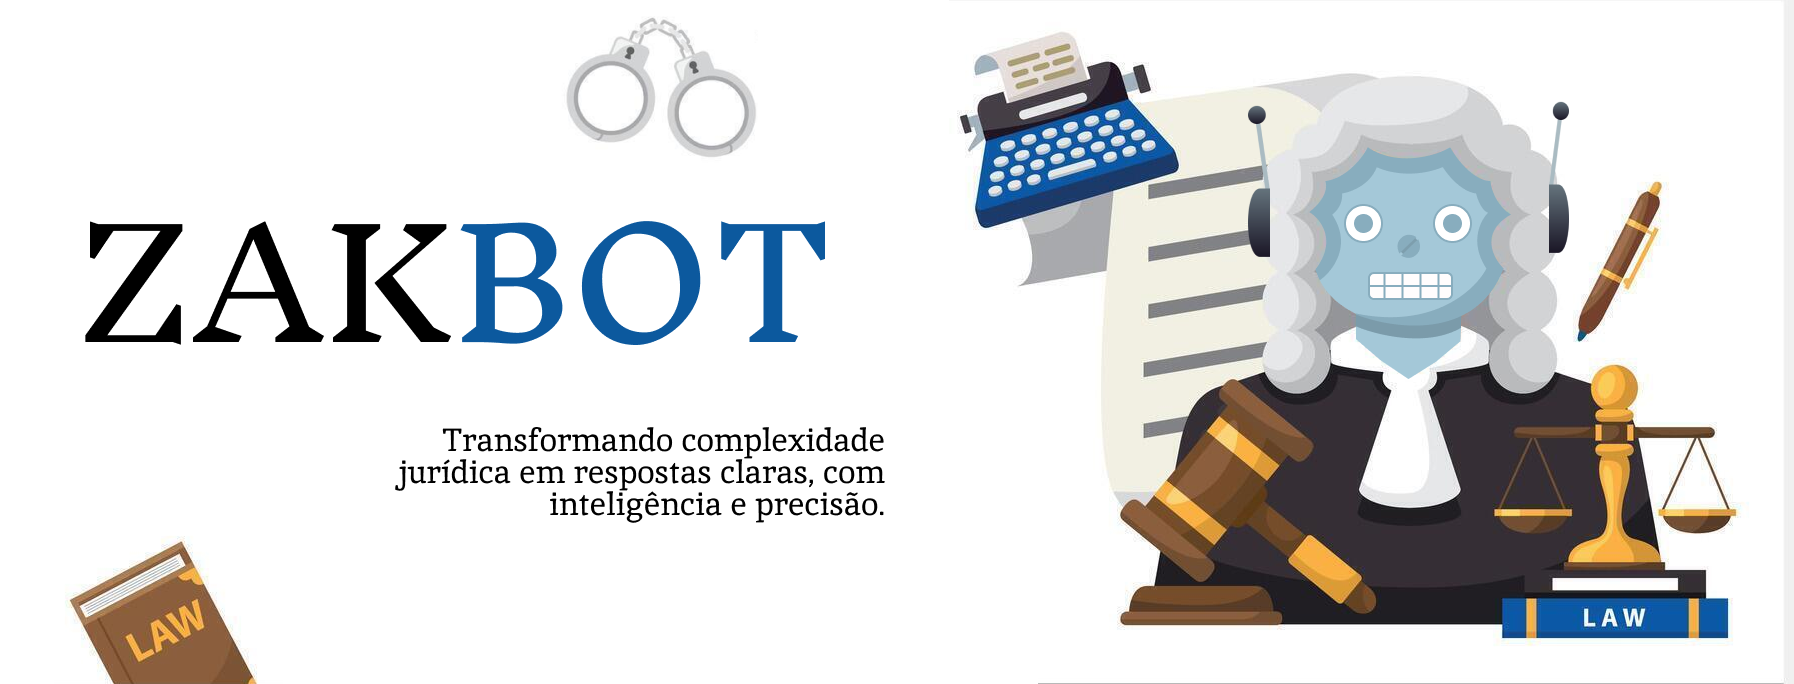 ZAKBOT
Transformando complexidade
jurídica em respostas claras, com
inteligência e precisão.
LAW
LAW